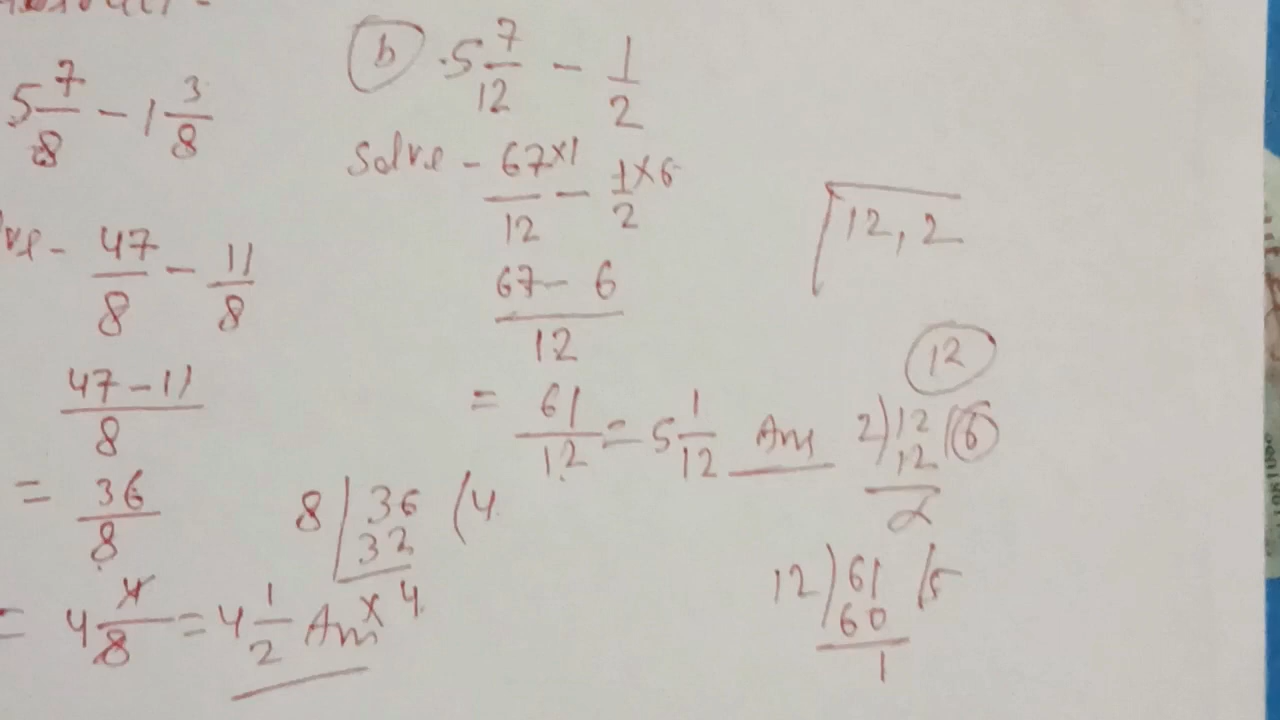 5 7/8 - 1 3/8
47/8 - 11/8
47-11/8
= 36/8
8 | 36 ( 4
32
x 4
= 4 4/8 = 4 1/2 Ans
(b) .5 7/12 - 1/2
Solve - 67×1/12 - 1×6/2
67- 6/12
= 61/12 = 5 1/12 Ans
12, 2
12
2) 12 ( 6
12
12 ) 61 ( 5
60
1